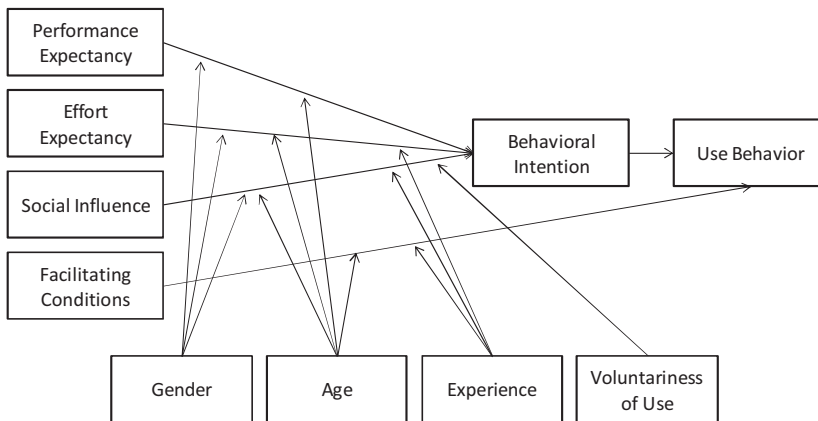 Performance
Expectancy
Effort
Expectancy
Behavioral
Intention
Use Behavior
Social Influence
Facilitating
Conditions
Gender
Age
Experience
Voluntariness
of Use